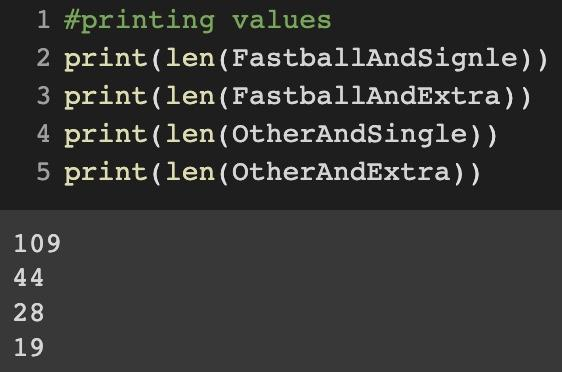 1 #printing values
2 print(len(FastballAndSignle))
3 print(len(FastballAndExtra))
4 print(len(OtherAndSingle))
5 print(len(OtherAndExtra))
109
44
28
19